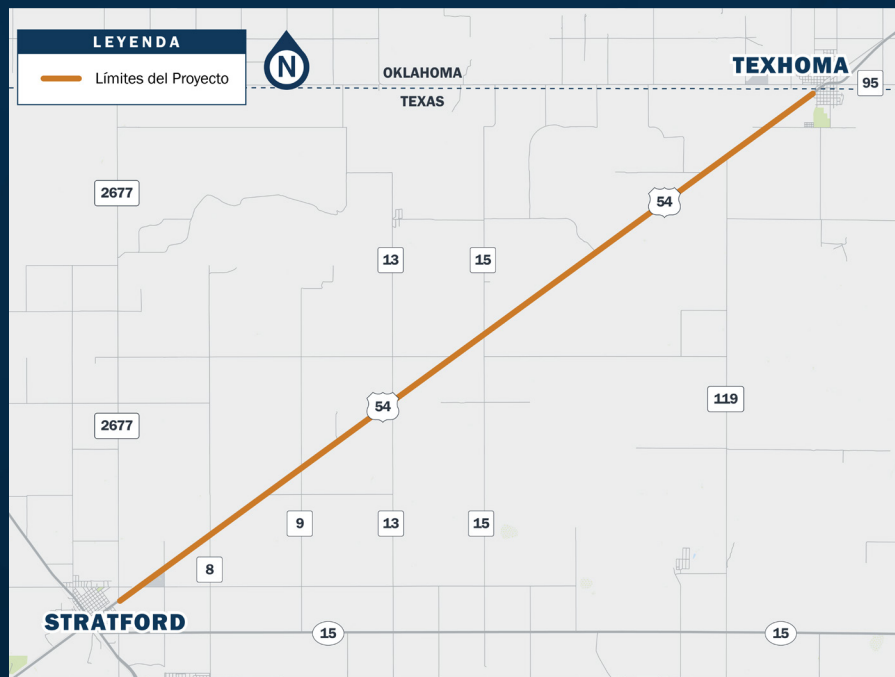 LEYENDA
Límites del Proyecto
N
OKLAHOMA
TEXAS
TEXHOMA
95
2677
54
13
15
54
119
2677
9
13
15
8
STRATFORD
15
15